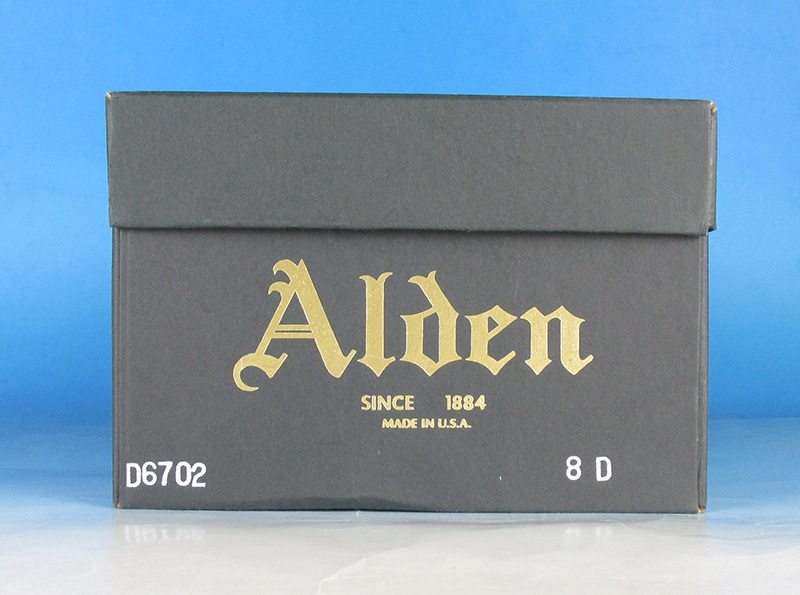 Alden
SINCE 1884
MADE IN U.S.A.
D6702 8 D